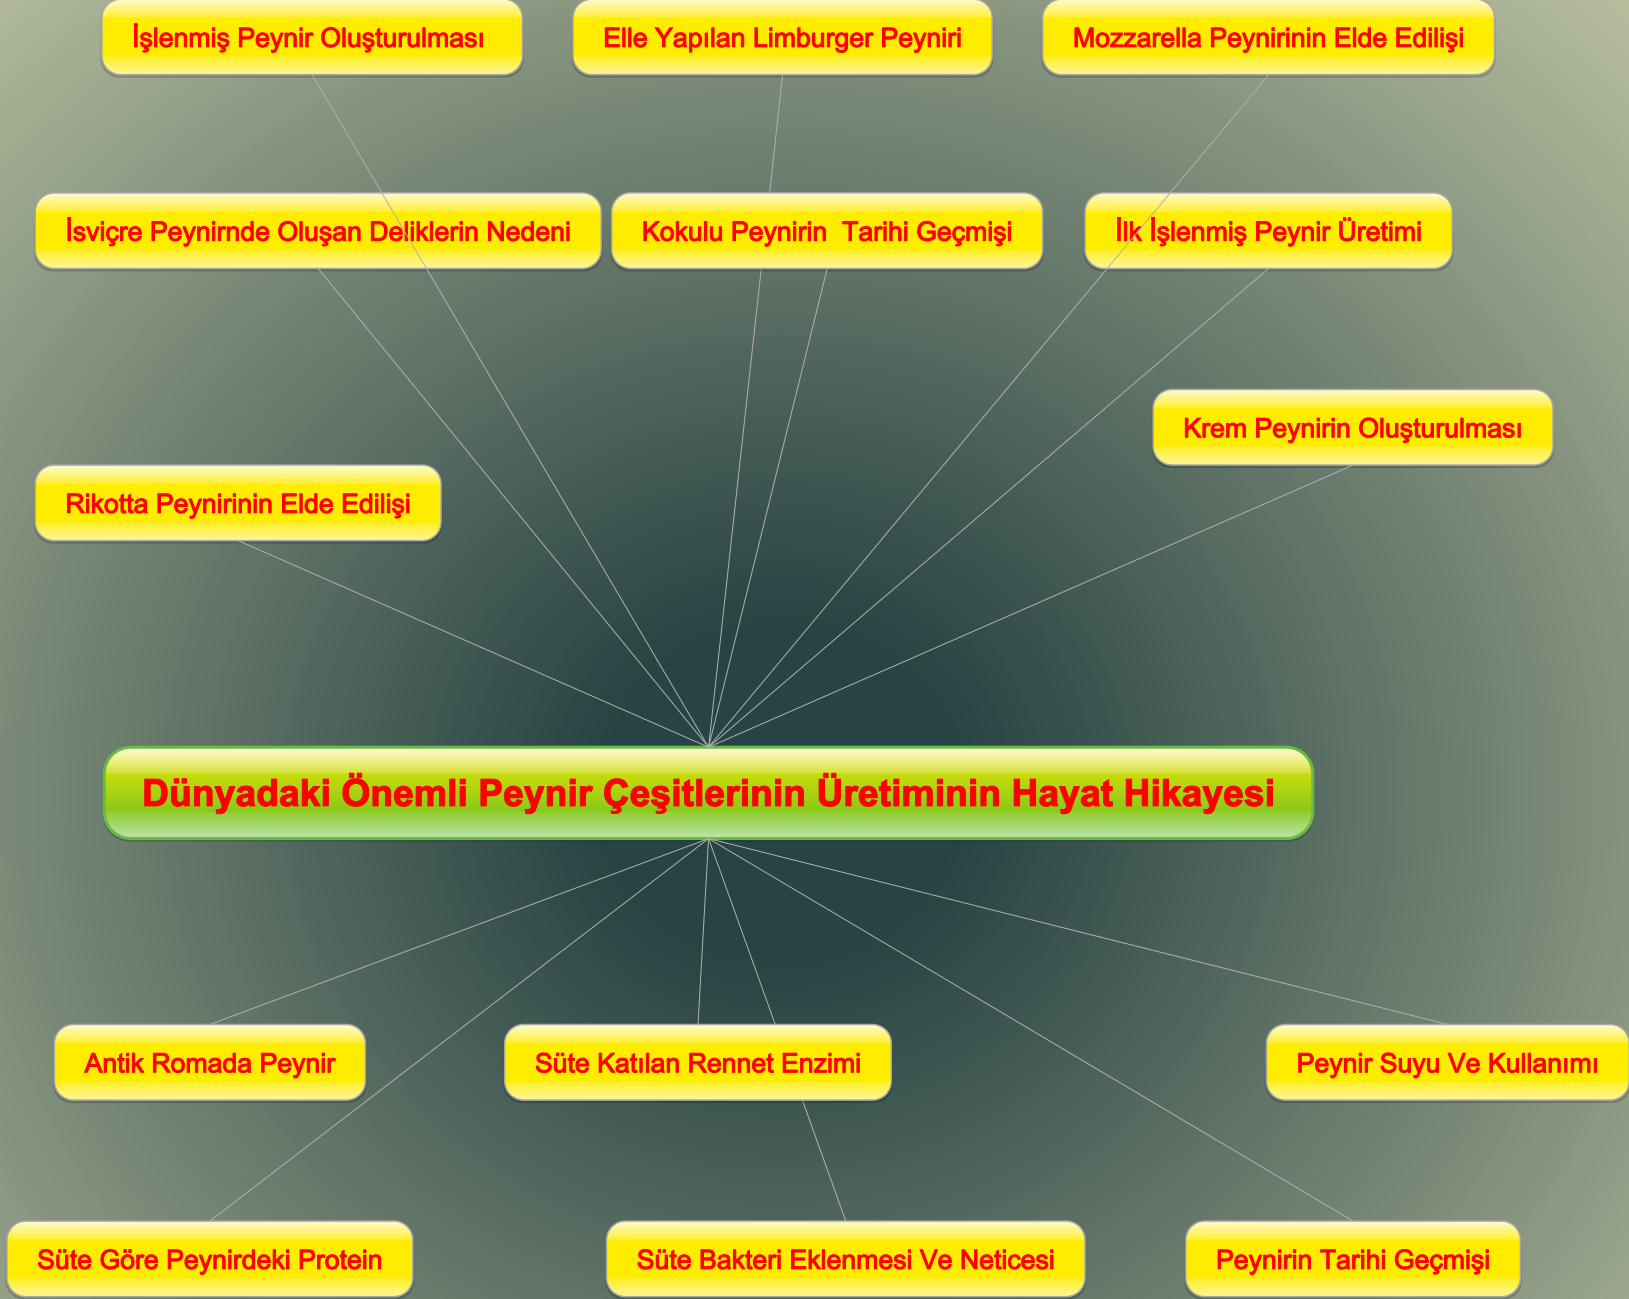 İşlenmiş Peynir Oluşturulması
Elle Yapılan Limburger Peyniri
Mozzarella Peynirinin Elde Edilişi
İsviçre Peynirnde Oluşan Deliklerin Nedeni
Kokulu Peynirin  Tarihi Geçmişi
İlk İşlenmiş Peynir Üretimi
Krem Peynirin Oluşturulması
Rikotta Peynirinin Elde Edilişi
Dünyadaki Önemli Peynir Çeşitlerinin Üretiminin Hayat Hikayesi
Antik Romada Peynir
Süte Katılan Rennet Enzimi
Peynir Suyu Ve Kullanımı
Süte Göre Peynirdeki Protein
Süte Bakteri Eklenmesi Ve Neticesi
Peynirin Tarihi Geçmişi